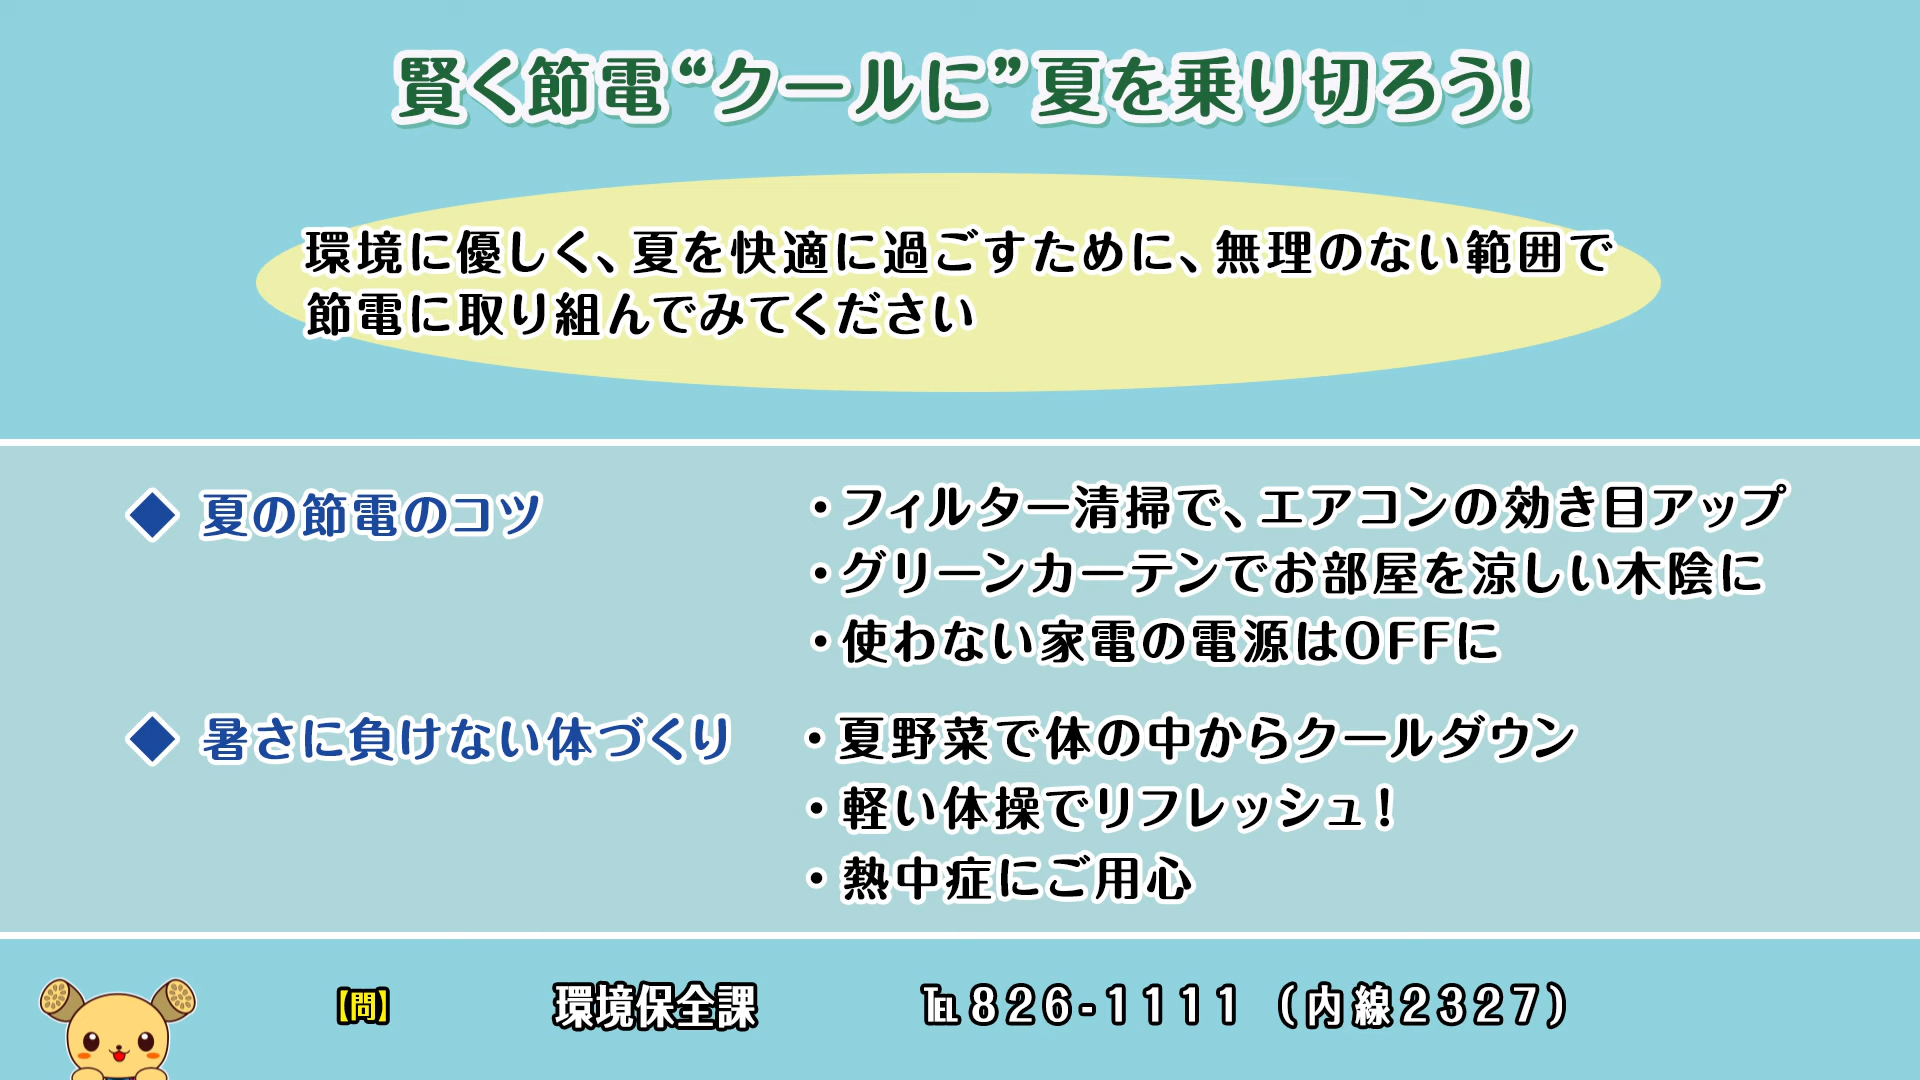 賢く節電“クールに”夏を乗り切ろう!
環境に優しく、夏を快適に過ごすために、無理のない範囲で
節電に取り組んでみてください
◆ 夏の節電のコツ
・フィルター清掃で、エアコンの効き目アップ
・グリーンカーテンでお部屋を涼しい木陰に
・使わない家電の電源はOFFに
◆ 暑さに負けない体づくり
・夏野菜で体の中からクールダウン
・軽い体操でリフレッシュ!
・熱中症にご用心
【問】 環境保全課 ℡826-1111(内線2327)